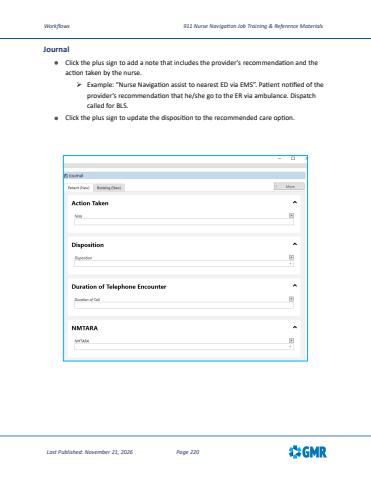 Workflows 911 Nurse Navigation Job Training & Reference Materials
Journal
Click the plus sign to add a note that includes the provider's recommendation and the
action taken by the nurse.
Example: "Nurse Navigation assist to nearest ED via EMS". Patient notified of the
provider's recommendation that he/she go to the ER via ambulance. Dispatch
called for BLS.
Click the plus sign to update the disposition to the recommended care option.
Journal
Patient (New) More
Action Taken
Note
Disposition
Disposition
Duration of Telephone Encounter
Duration of Call
NMTARA
NMTARA
Last Published: November 21, 2026 Page 220 GMR